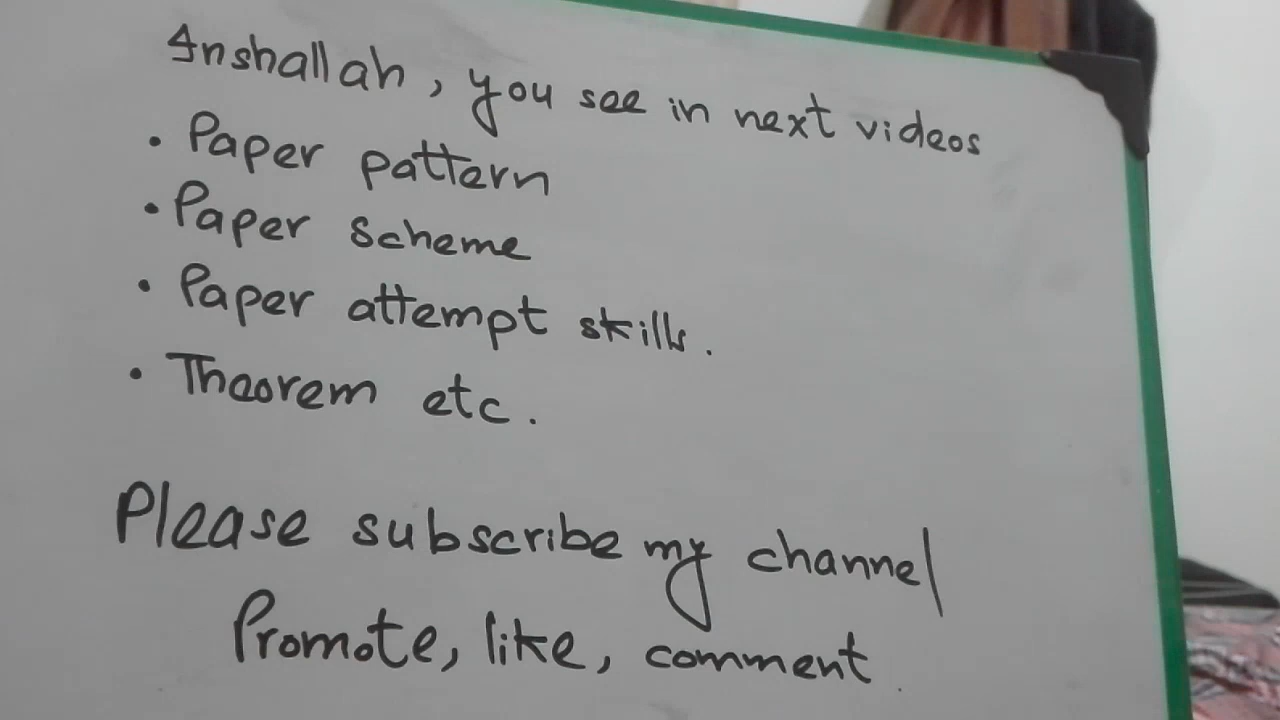 Inshallah, you see in next videos
• Paper pattern
• Paper scheme
• Paper attempt skills.
• Theorem etc.
Please subscribe my channel
Promote, like, comment